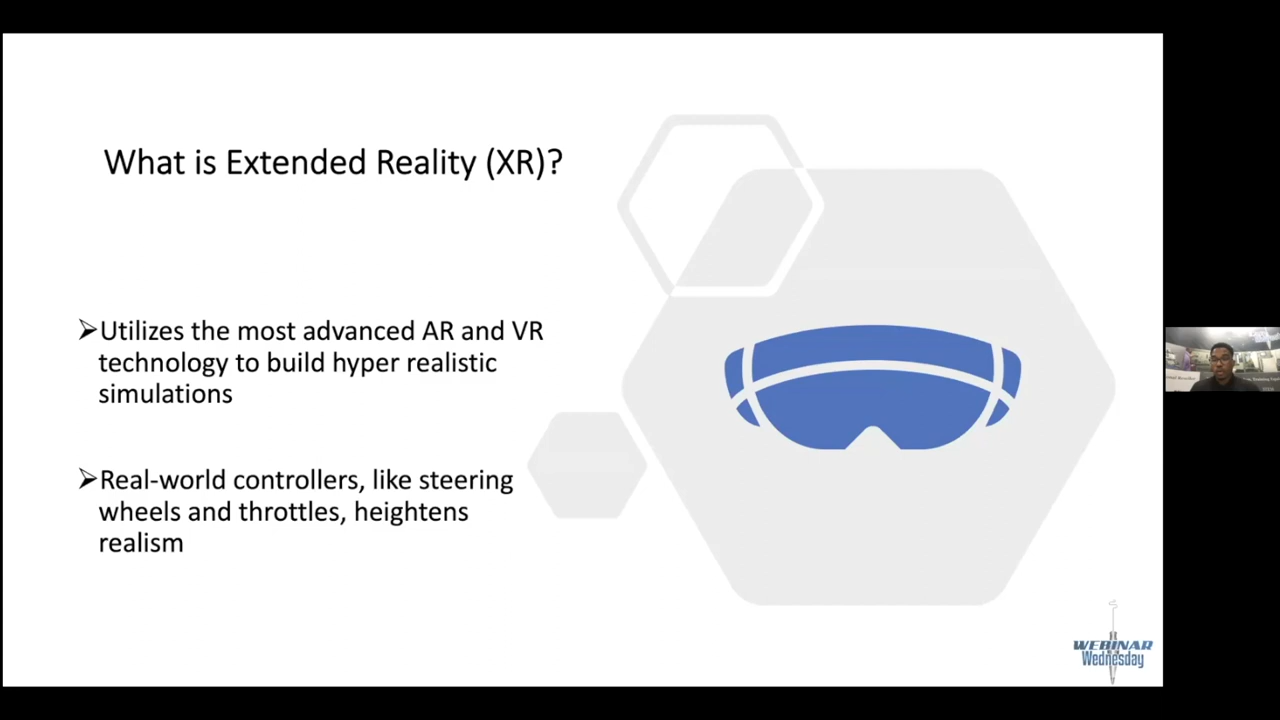 What is Extended Reality (XR)?
➢Utilizes the most advanced AR and VR
technology to build hyper realistic
simulations
➢Real-world controllers, like steering
wheels and throttles, heightens
realism
WEBINAR
Wednesday